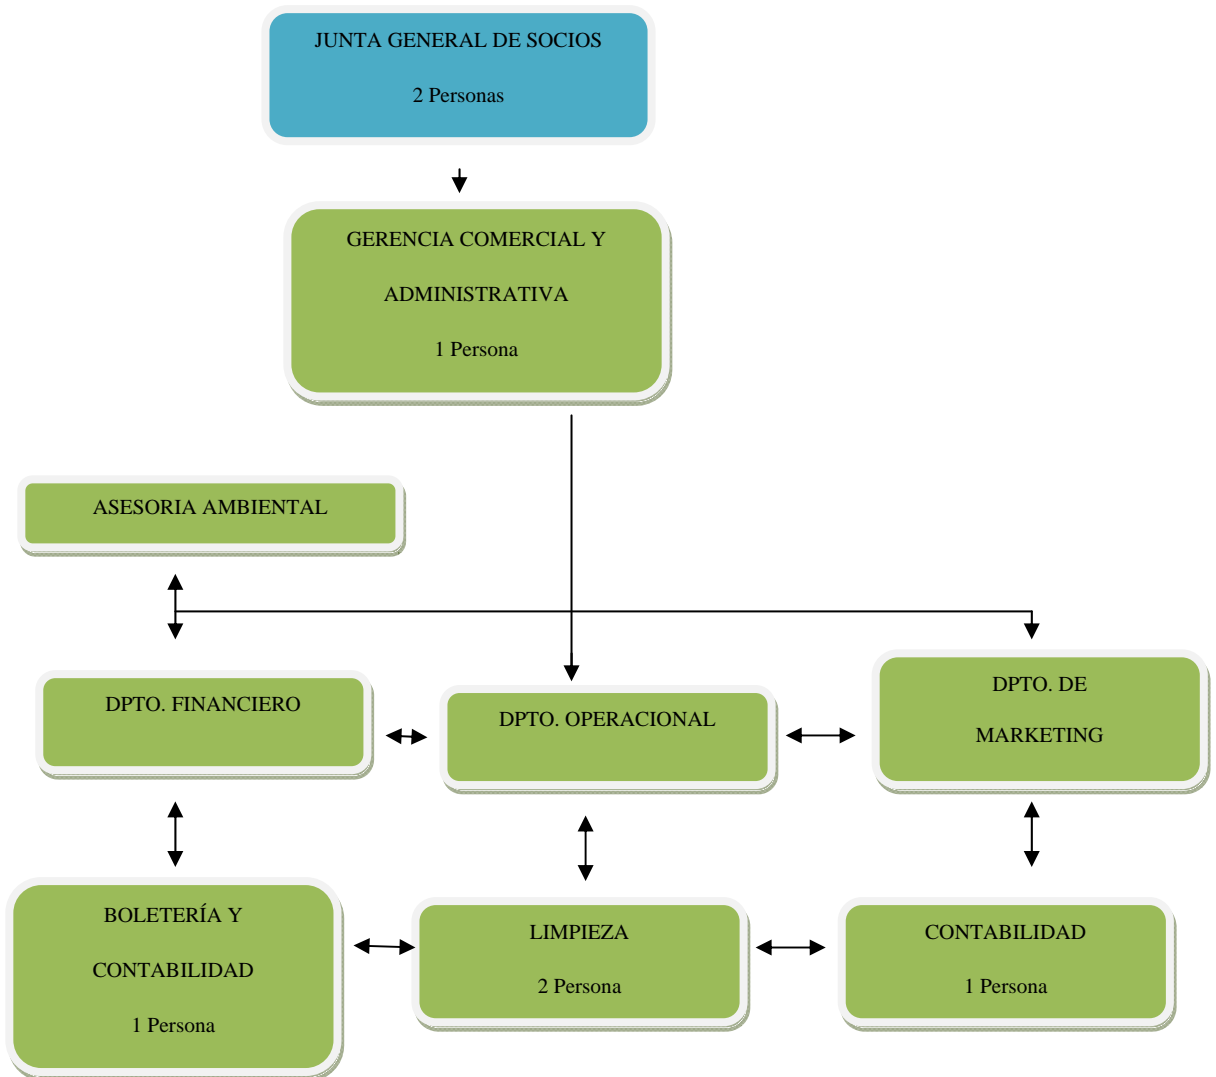 JUNTA GENERAL DE SOCIOS
2 Personas
GERENCIA COMERCIAL Y
ADMINISTRATIVA
1 Persona
ASESORIA AMBIENTAL
DPTO. FINANCIERO
DPTO. OPERACIONAL
DPTO. DE
MARKETING
BOLETERÍA Y
CONTABILIDAD
1 Persona
LIMPIEZA
2 Persona
CONTABILIDAD
1 Persona